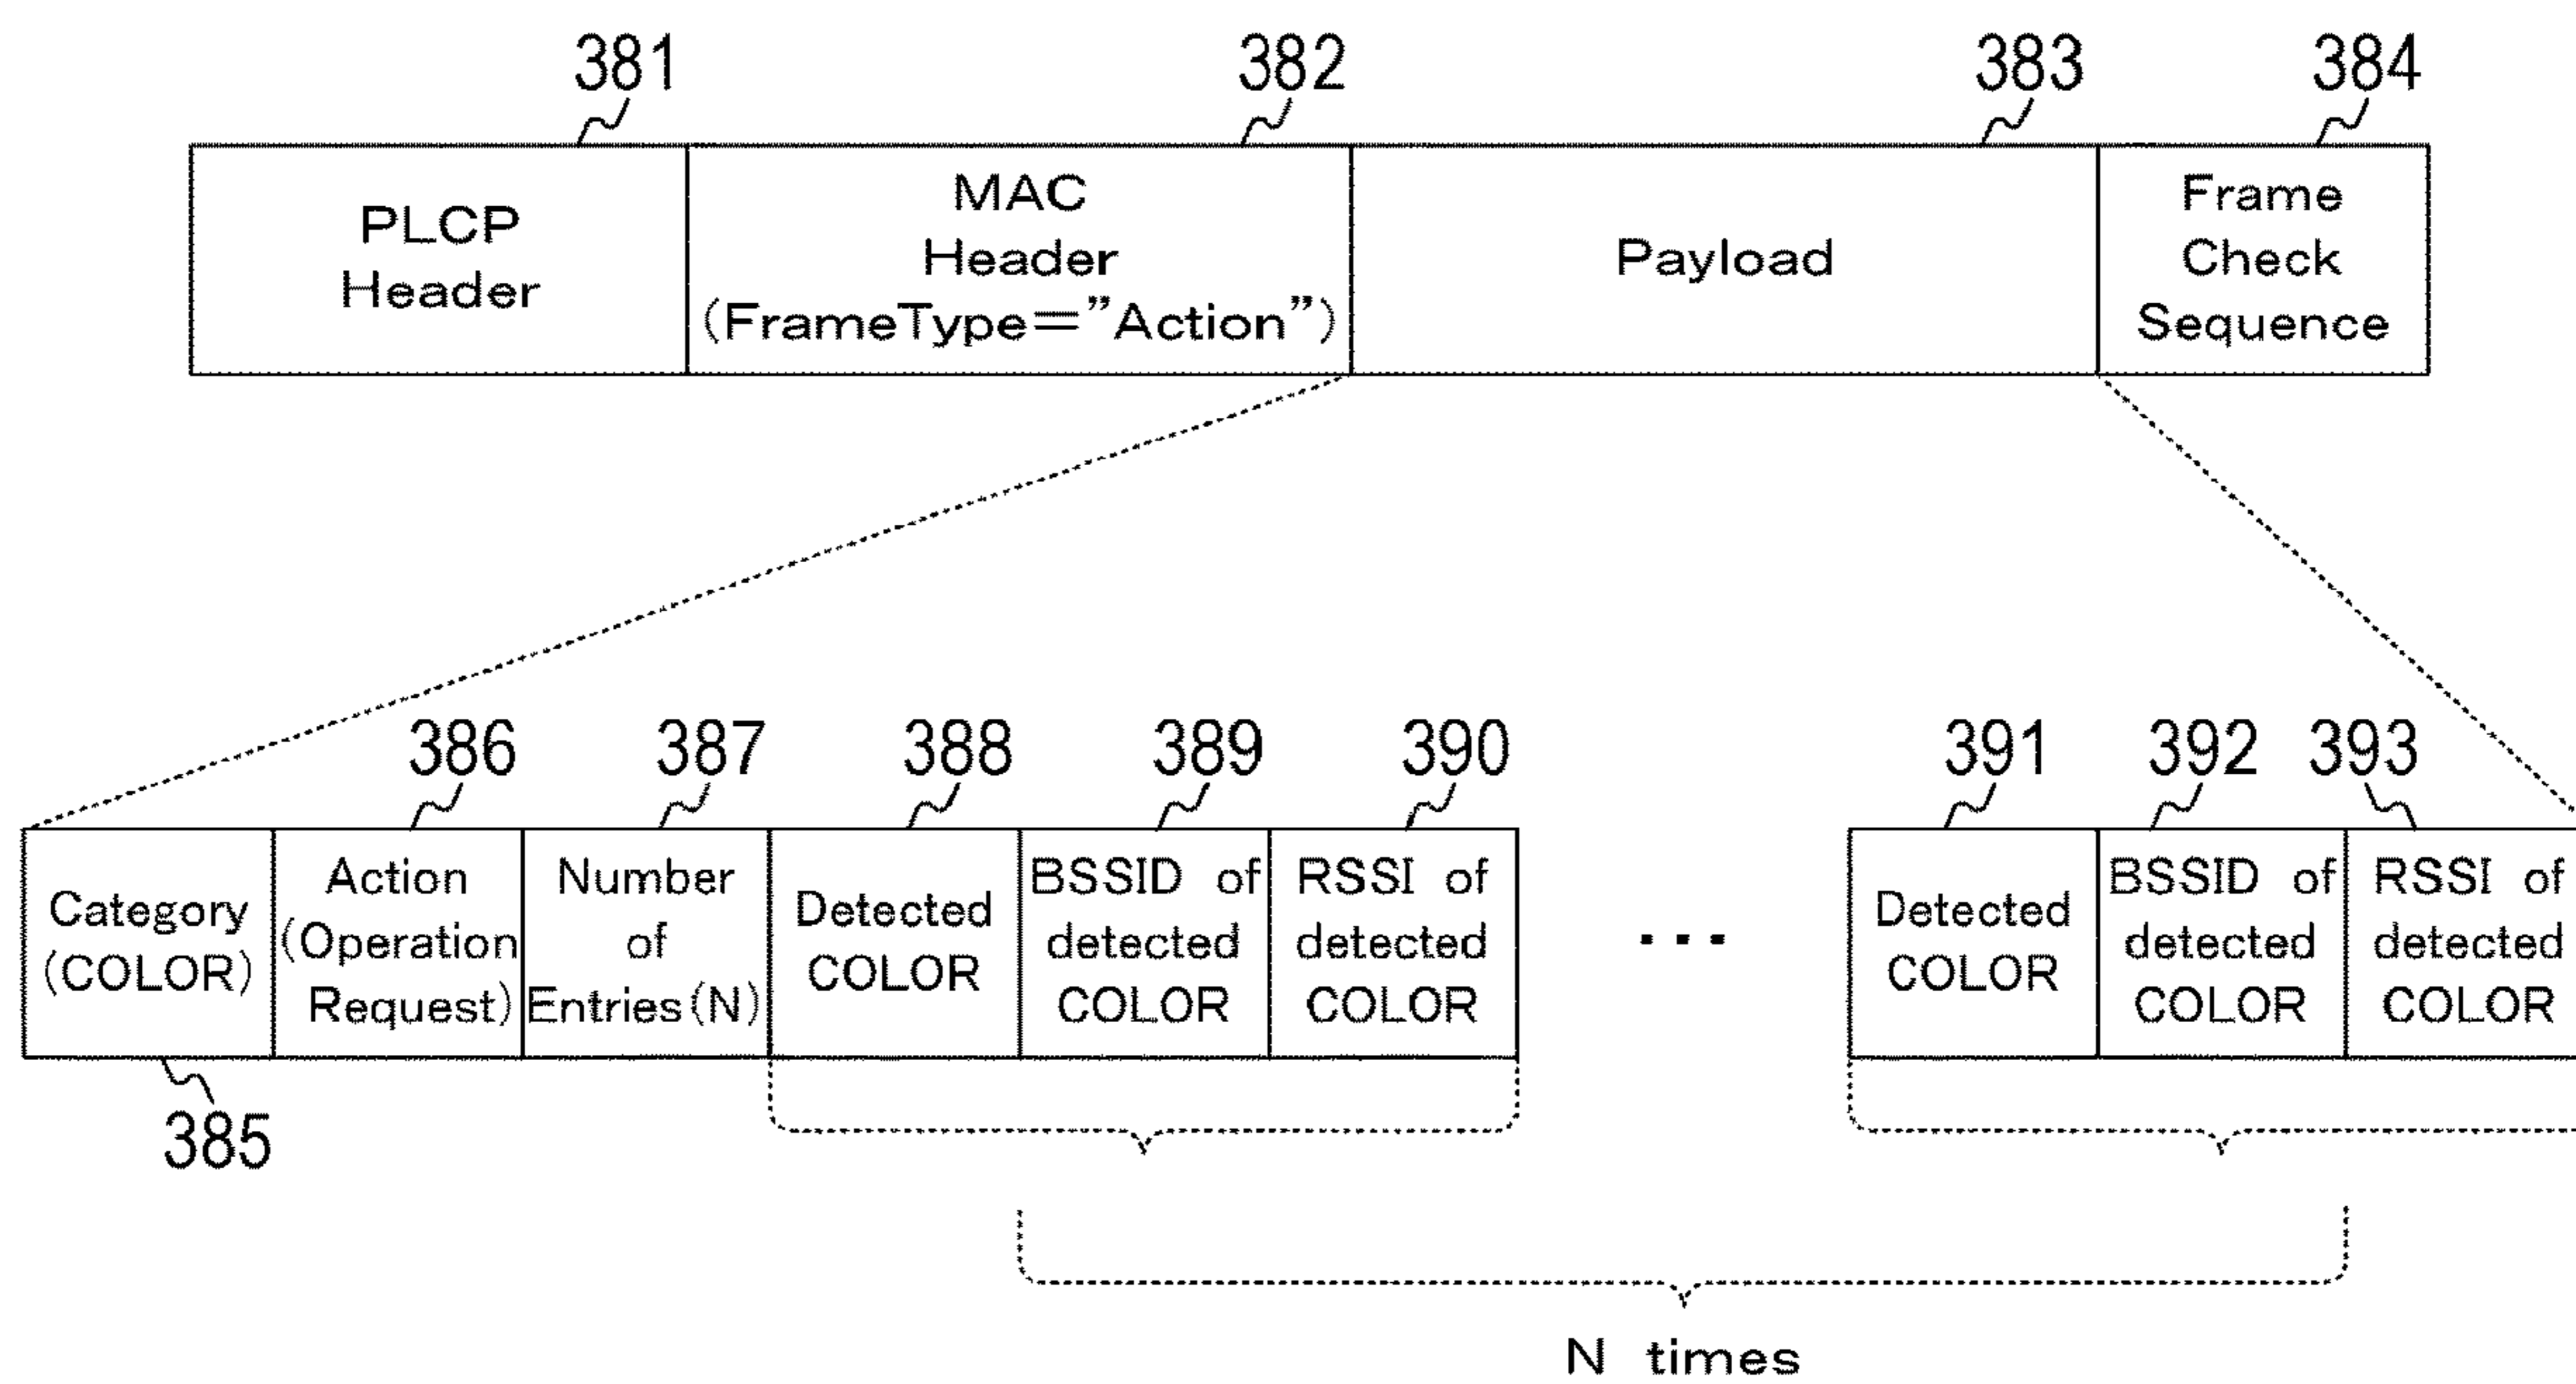 381
382
383
384
PLCP
Header
MAC
Header
(FrameType="Action")
Payload
Frame
Check
Sequence
386
387
388
389
390
391
392
393
Category
(COLOR)
Action
(Operation
Request)
Number
of
Entries(N)
Detected
COLOR
BSSID of
detected
COLOR
RSSI of
detected
COLOR
...
Detected
COLOR
BSSID of
detected
COLOR
RSSI of
detected
COLOR
385
N times